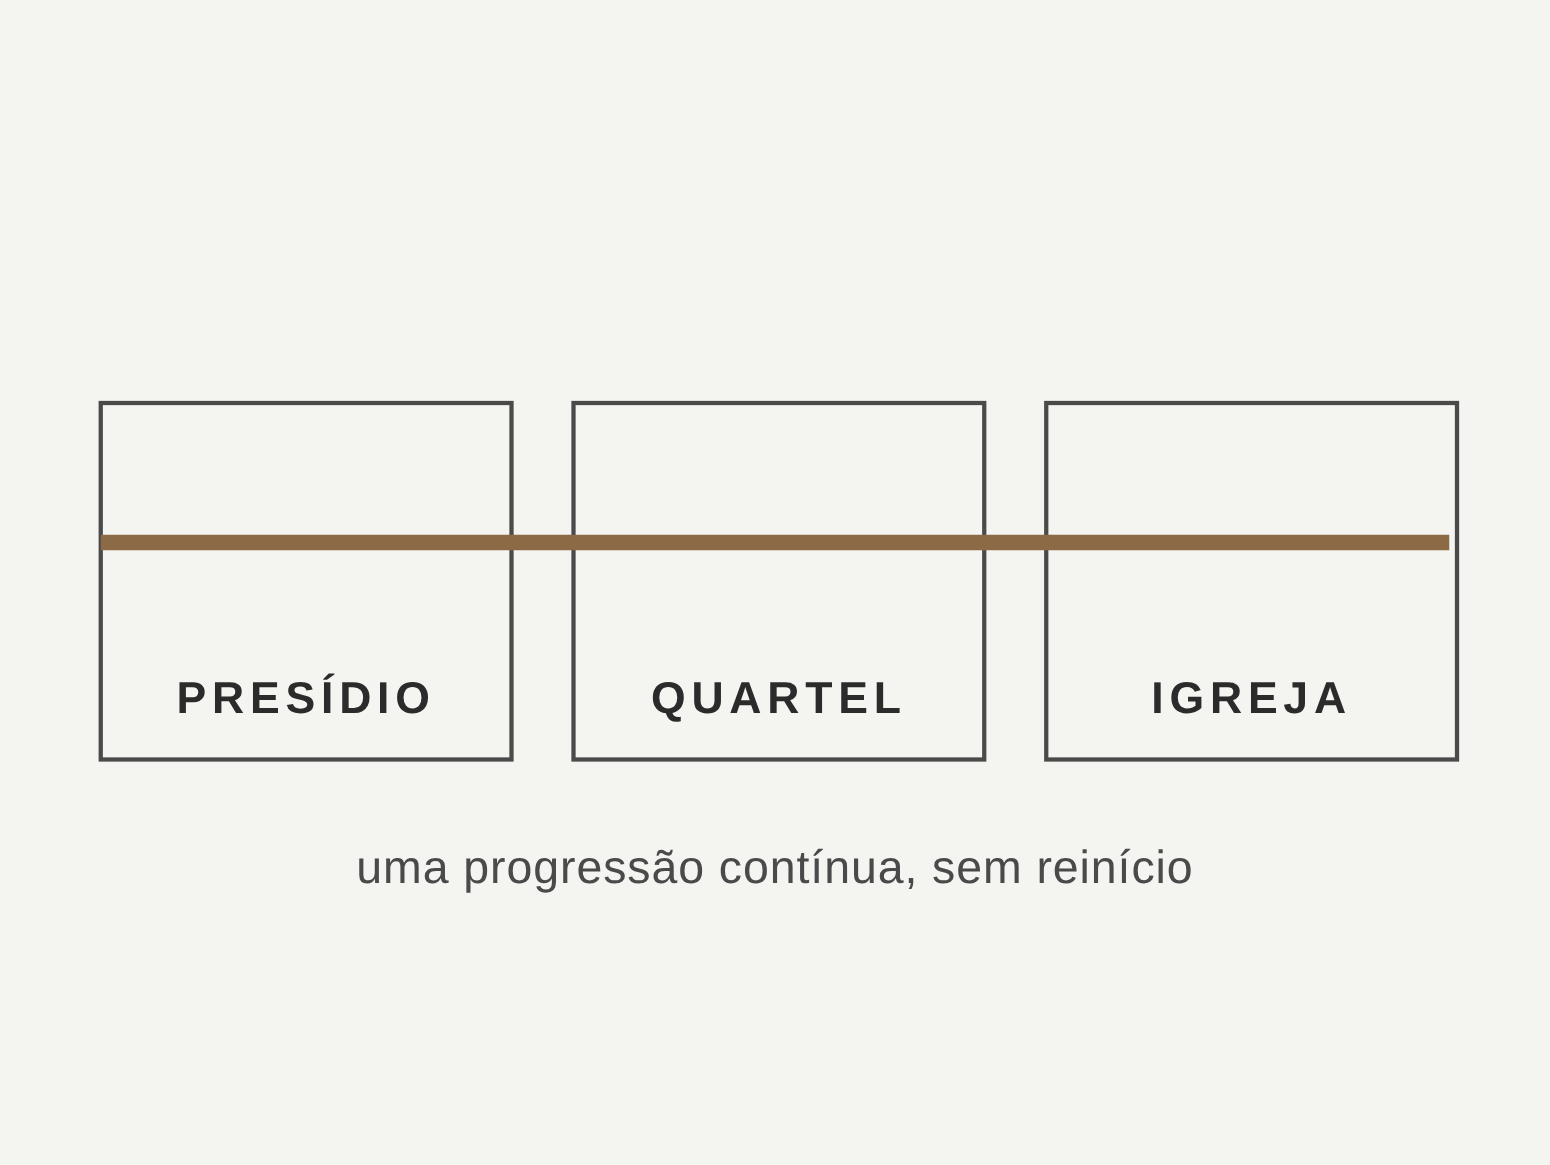 PRESÍDIO QUARTEL IGREJA
uma progressão contínua, sem reinício